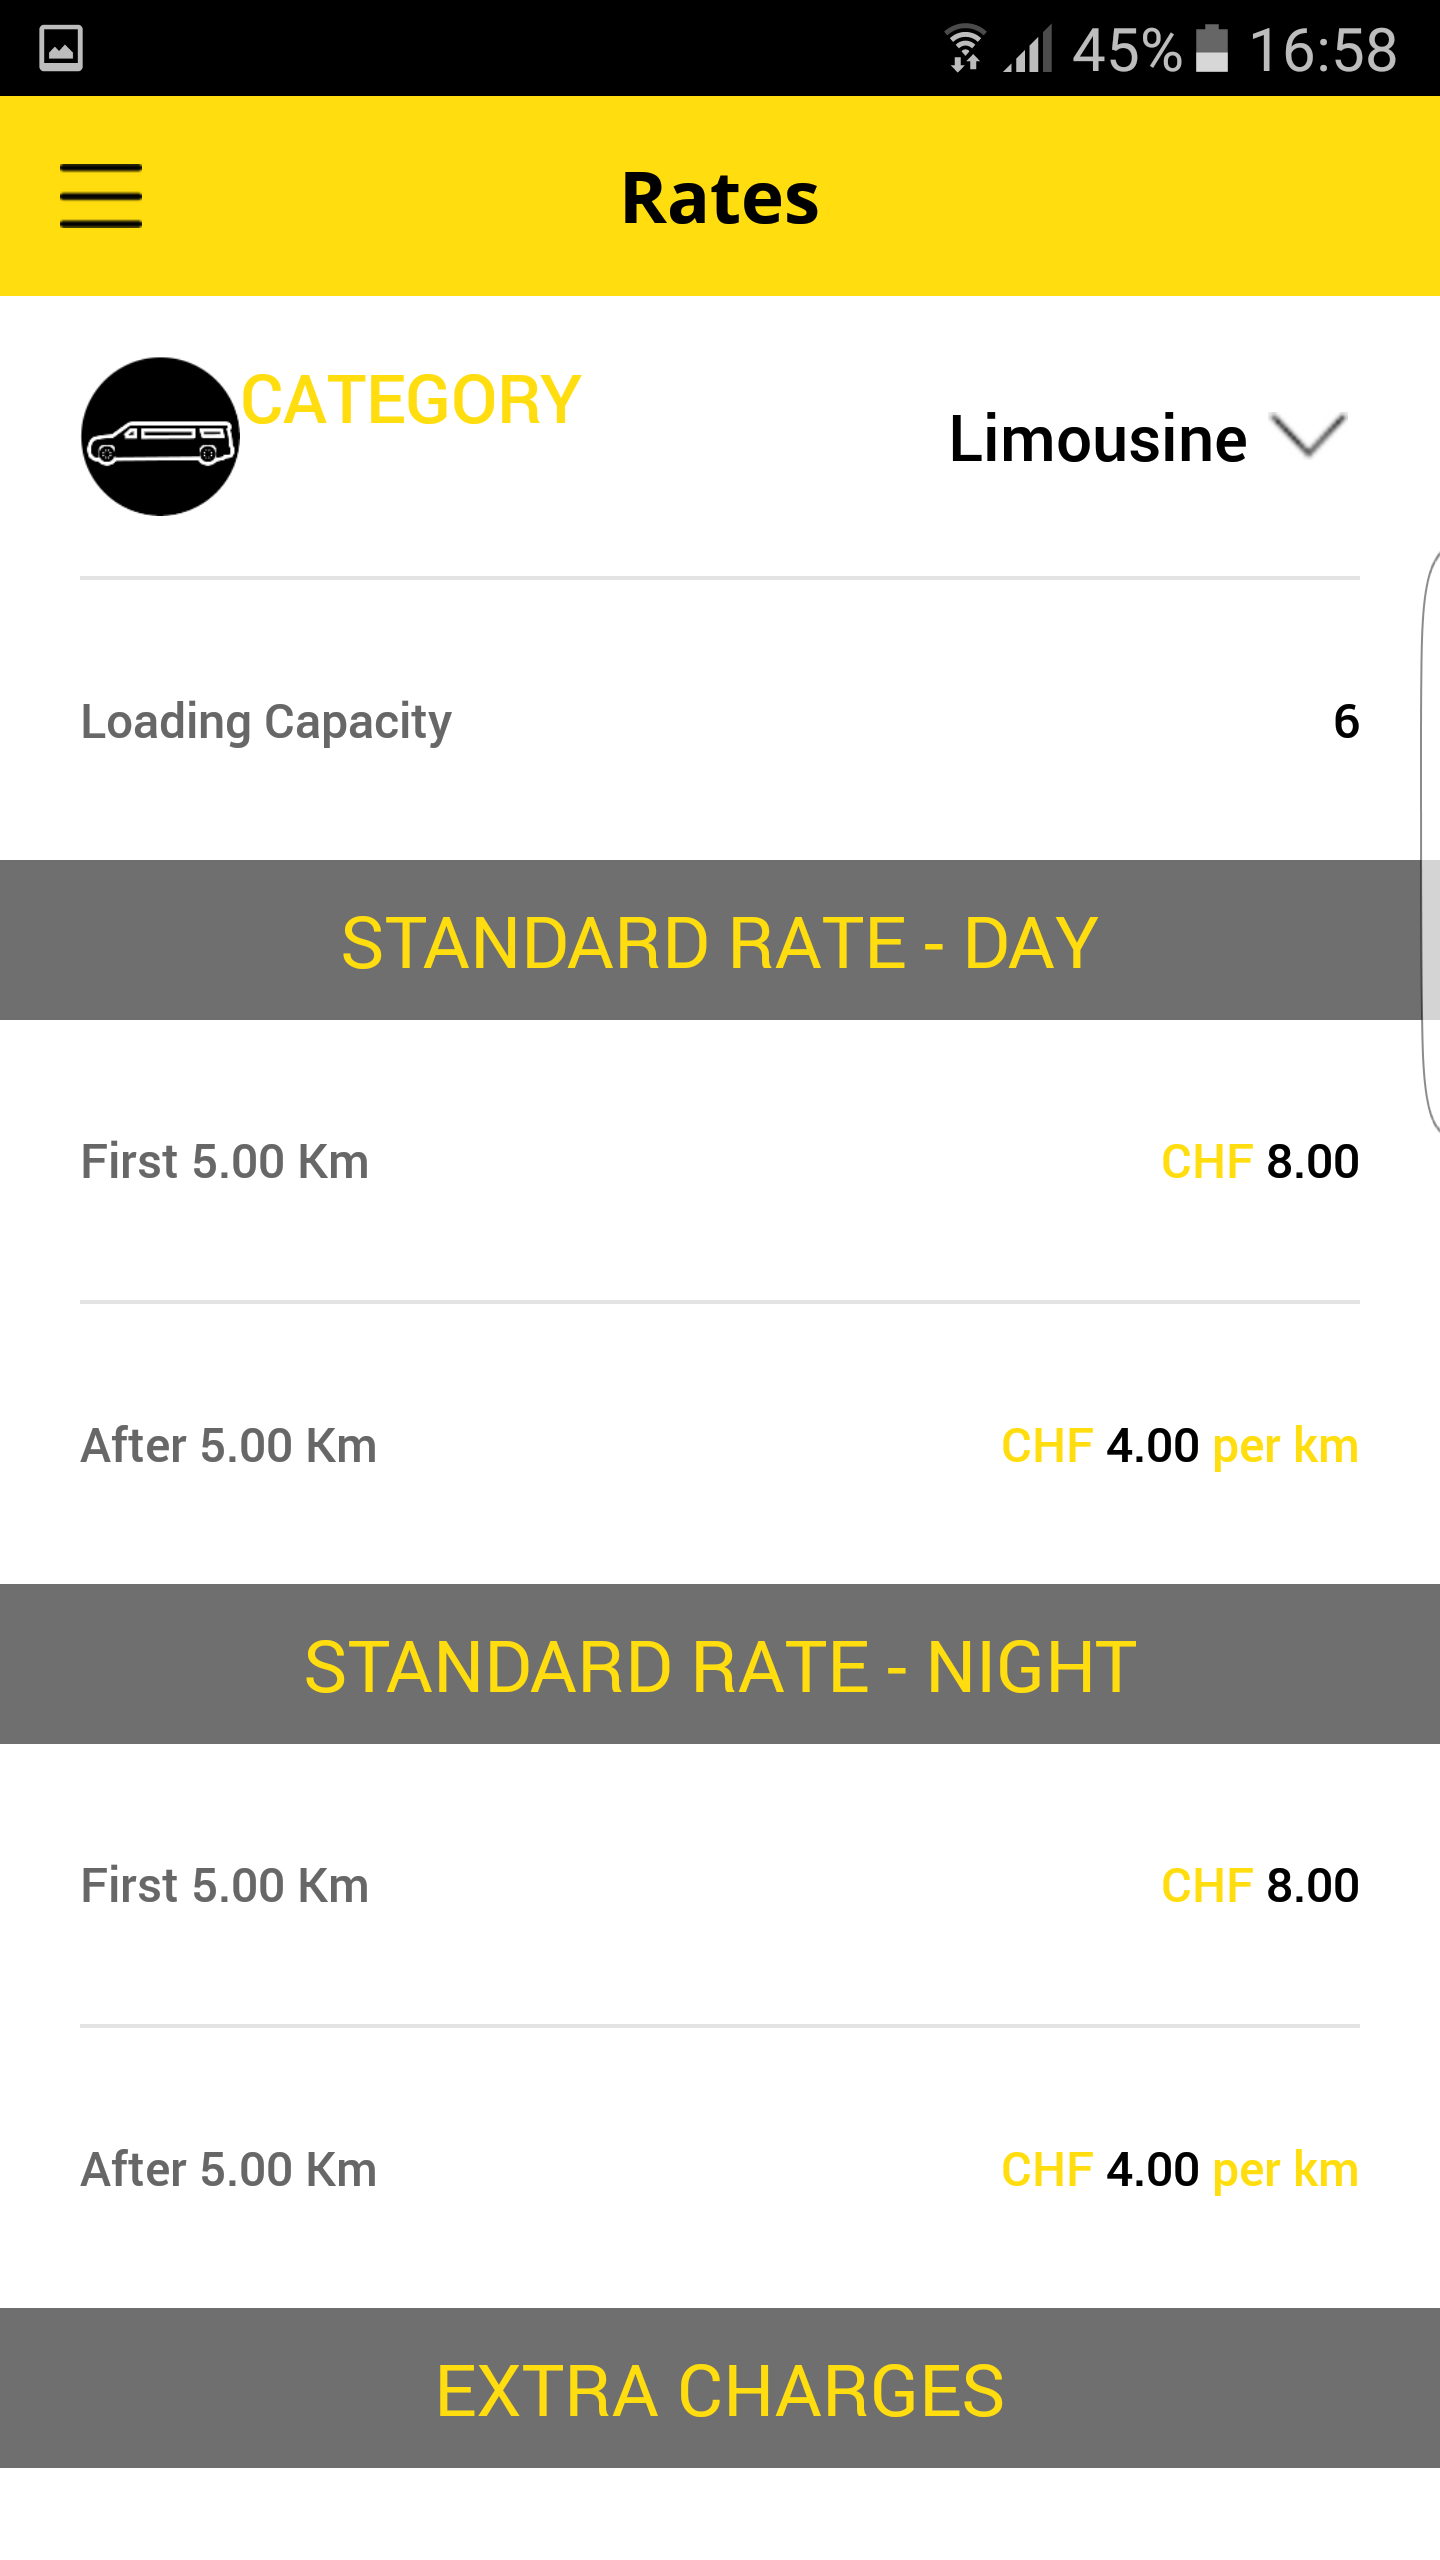 45% 16:58
Rates
CATEGORY
Limousine
Loading Capacity 6
STANDARD RATE - DAY
First 5.00 Km CHF 8.00
After 5.00 Km CHF 4.00 per km
STANDARD RATE - NIGHT
First 5.00 Km CHF 8.00
After 5.00 Km CHF 4.00 per km
EXTRA CHARGES